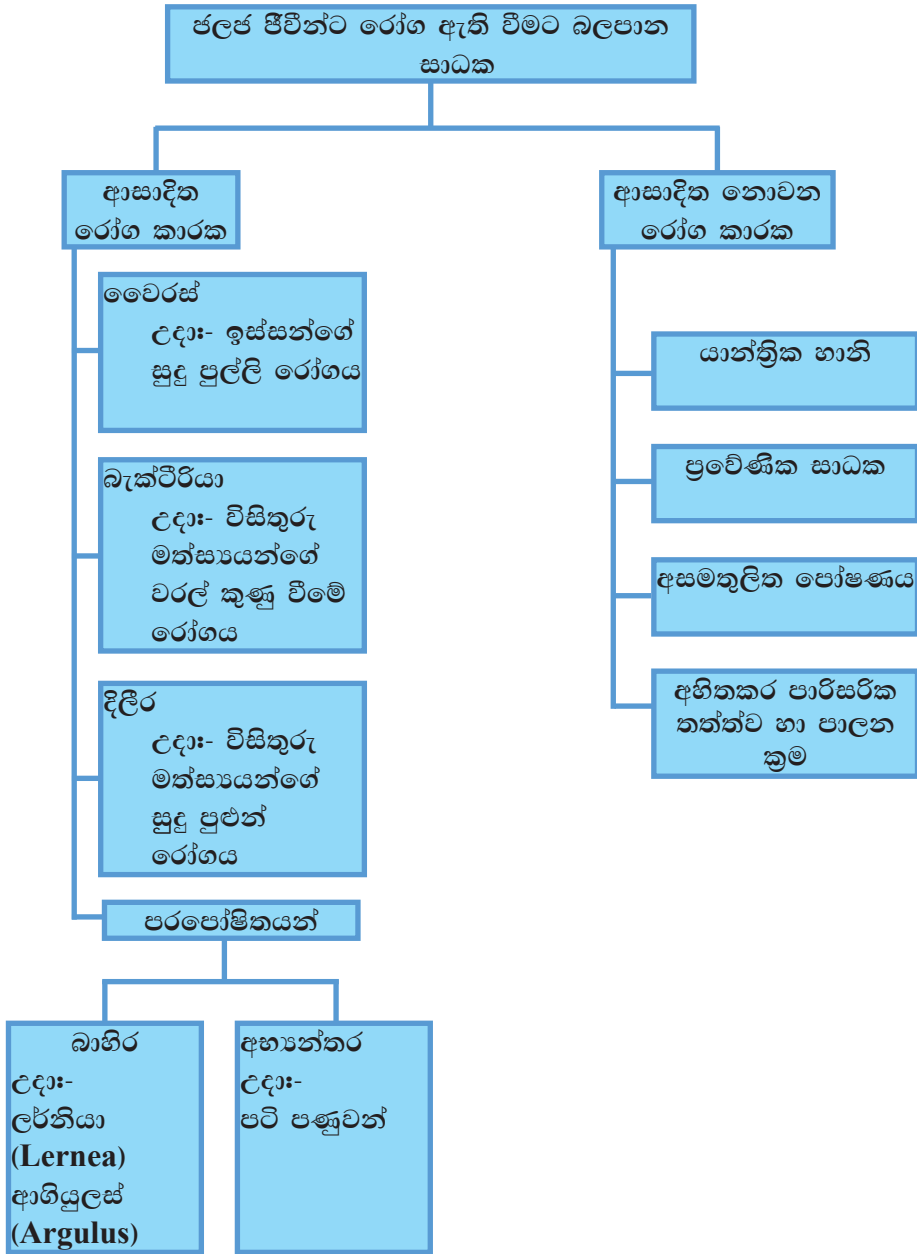 ජලජ ජීවීන්ට රෝග ඇති වීමට බලපාන
සාධක
ආසාදිත
රෝග කාරක
වෛරස්
උදා:- ඉස්සන්ගේ
සුදු පුල්ලි රෝගය
බැක්ටීරියා
උදා:- විසිතුරු
මත්ස්‍යයන්ගේ
වරල් කුණු වීමේ
රෝගය
දිලීර
උදා:- විසිතුරු
මත්ස්‍යයන්ගේ
සුදු පුළුන්
රෝගය
පරපෝෂිතයන්
බාහිර
උදා:-
ලර්නියා
(Lernea)
ආගියුලස්
(Argulus)
අභ්‍යන්තර
උදා:-
පටි පණුවන්
ආසාදිත නොවන
රෝග කාරක
යාන්ත්‍රික හානි
ප්‍රවේණික සාධක
අසමතුලිත පෝෂණය
අහිතකර පාරිසරික
තත්ත්ව හා පාලන
ක්‍රම